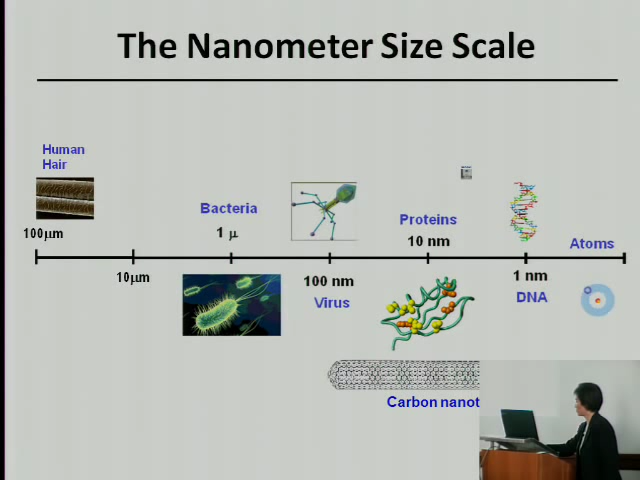 The Nanometer Size Scale
Human
Hair
Bacteria
Proteins
Atoms
100µm
1 µ
10 nm
10µm
100 nm
1 nm
Virus
DNA
Carbon